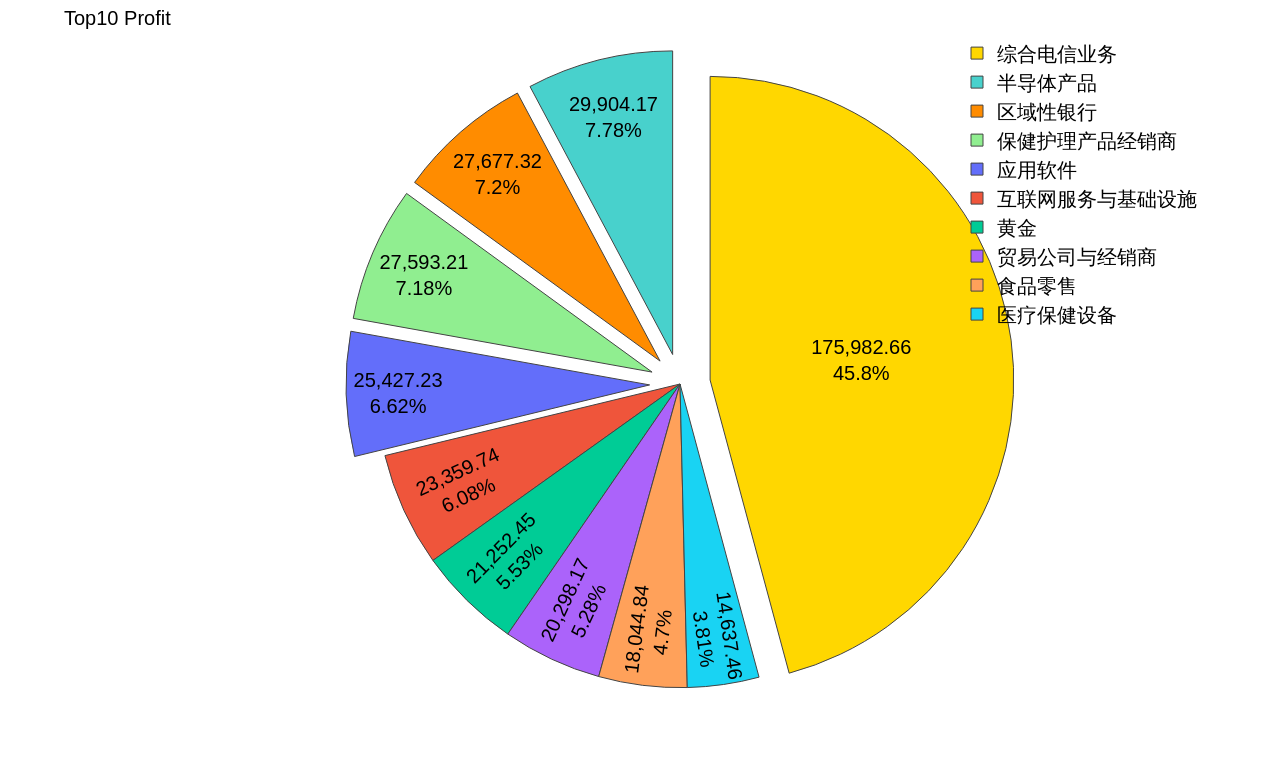 Top10 Profit
29,904.17
7.78%
27,677.32
7.2%
27,593.21
7.18%
25,427.23
6.62%
23,359.74
6.08%
21,252.45
5.53%
20,298.17
5.28%
18,044.84
4.7%
14,637.46
3.81%
175,982.66
45.8%
综合电信业务
半导体产品
区域性银行
保健护理产品经销商
应用软件
互联网服务与基础设施
黄金
贸易公司与经销商
食品零售
医疗保健设备